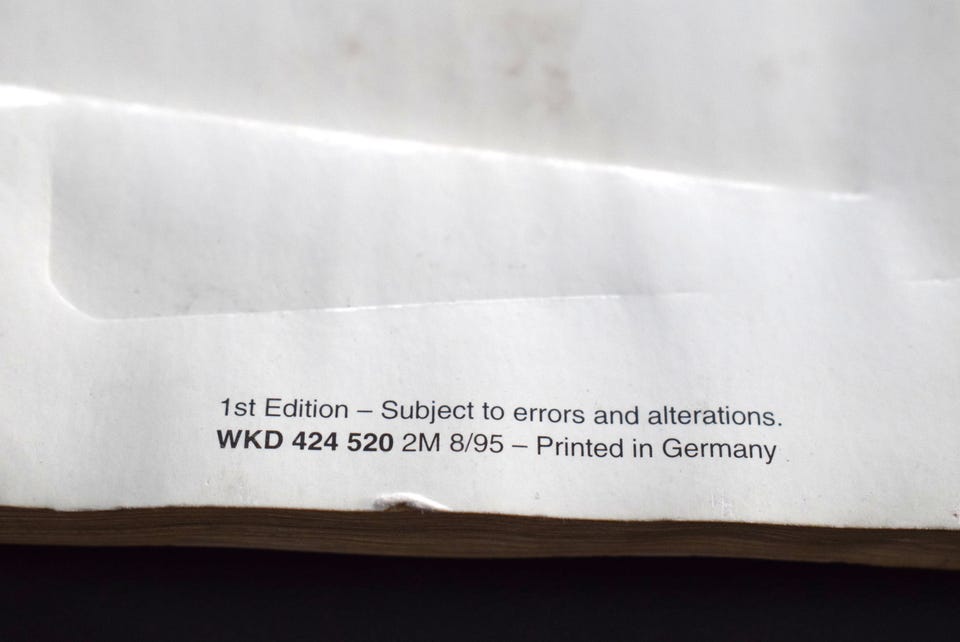 1st Edition – Subject to errors and alterations.
WKD 424 520 2M 8/95 – Printed in Germany